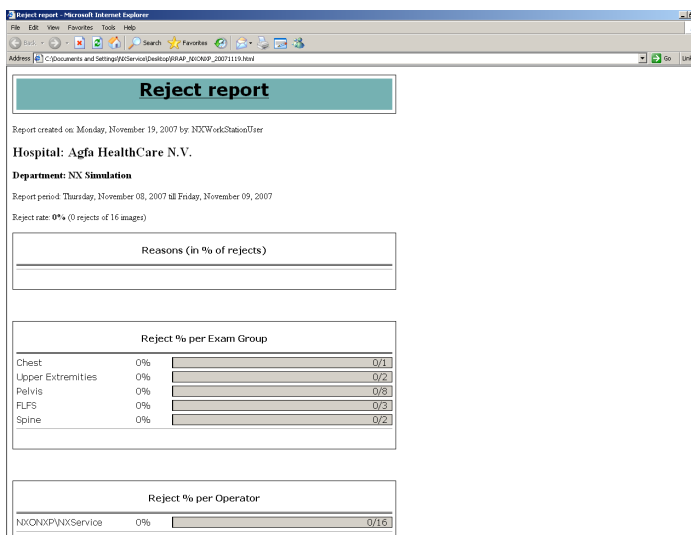 Reject report - Microsoft Internet Explorer
File Edit View Favorites Tools Help
Back Search Favorites
Address C:\Documents and Settings\NXService\Desktop\RRAP_NXONXP_20071119.html Go Link
Reject report
Report created on: Monday, November 19, 2007 by: NXWorkStationUser
Hospital: Agfa HealthCare N.V.
Department: NX Simulation
Report period: Thursday, November 08, 2007 till Friday, November 09, 2007
Reject rate: 0% (0 rejects of 16 images)
Reasons (in % of rejects)
Reject % per Exam Group
Chest 0% 0/1
Upper Extremities 0% 0/2
Pelvis 0% 0/8
FLFS 0% 0/3
Spine 0% 0/2
Reject % per Operator
NXONXP\NXService 0% 0/16